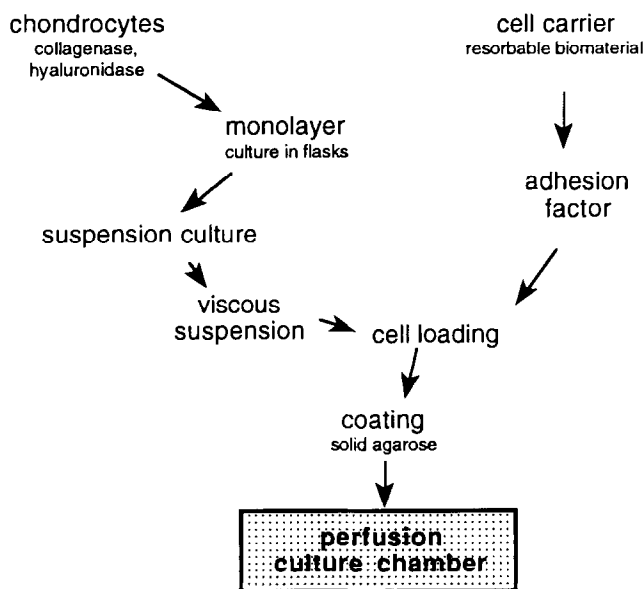 chondrocytes
collagenase,
hyaluronidase
cell carrier
resorbable biomaterial
monolayer
culture in flasks
adhesion
factor
suspension culture
viscous
suspension
cell loading
coating
solid agarose
perfusion
culture chamber